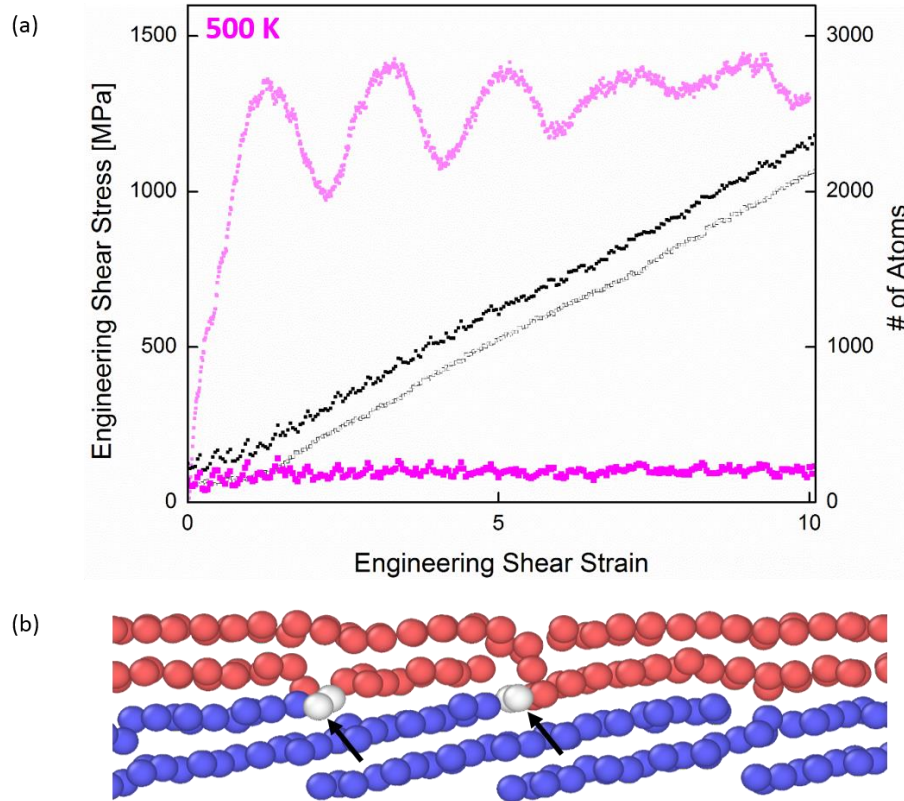 (a)
500 K
1500
1000
500
0
3000
2000
1000
0
0
5
10
Engineering Shear Stress [MPa]
# of Atoms
Engineering Shear Strain
(b)